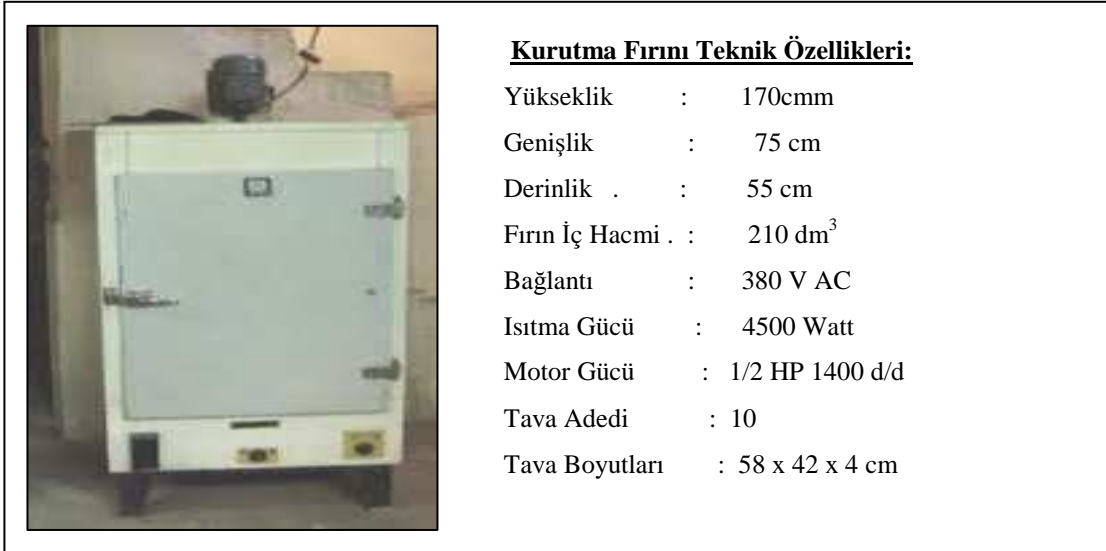 Kurutma Fırını Teknik Özellikleri:
Yükseklik : 170cmm
Genişlik : 75 cm
Derinlik . : 55 cm
Fırın İç Hacmi . : 210 dm³
Bağlantı : 380 V AC
Isıtma Gücü : 4500 Watt
Motor Gücü : 1/2 HP 1400 d/d
Tava Adedi : 10
Tava Boyutları : 58 x 42 x 4 cm